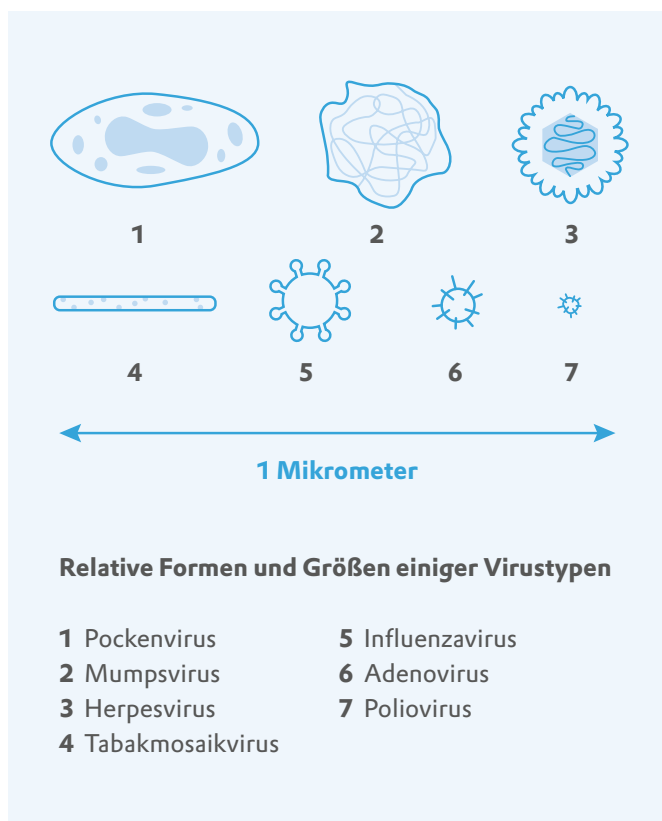 1 2 3
4 5 6 7
1 Mikrometer
Relative Formen und Größen einiger Virustypen
1 Pockenvirus
2 Mumpsvirus
3 Herpesvirus
4 Tabakmosaikvirus
5 Influenzavirus
6 Adenovirus
7 Poliovirus